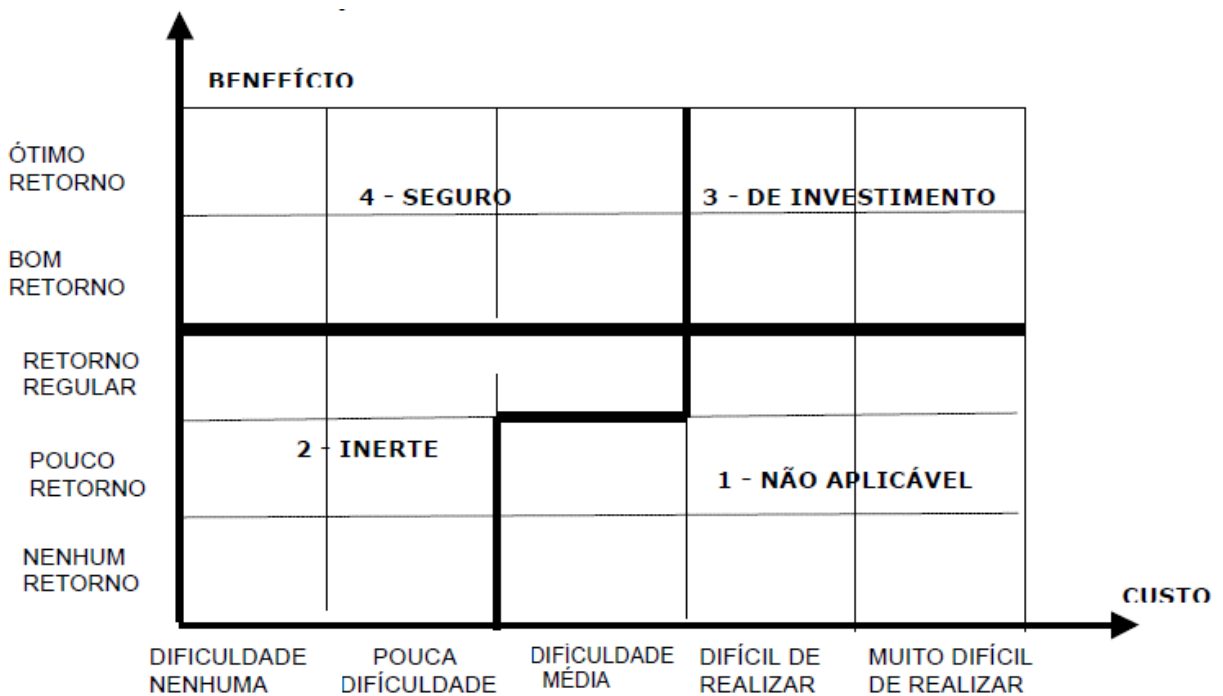 BENEFÍCIO
ÓTIMO
RETORNO
4 - SEGURO
3 - DE INVESTIMENTO
BOM
RETORNO
RETORNO
REGULAR
2 - INERTE
POUCO
RETORNO
1 - NÃO APLICÁVEL
NENHUM
RETORNO
CUSTO
DIFICULDADE
NENHUMA
POUCA
DIFÍCULDADE
DIFÍCULDADE
MÉDIA
DIFÍCIL DE
REALIZAR
MUITO DIFÍCIL
DE REALIZAR